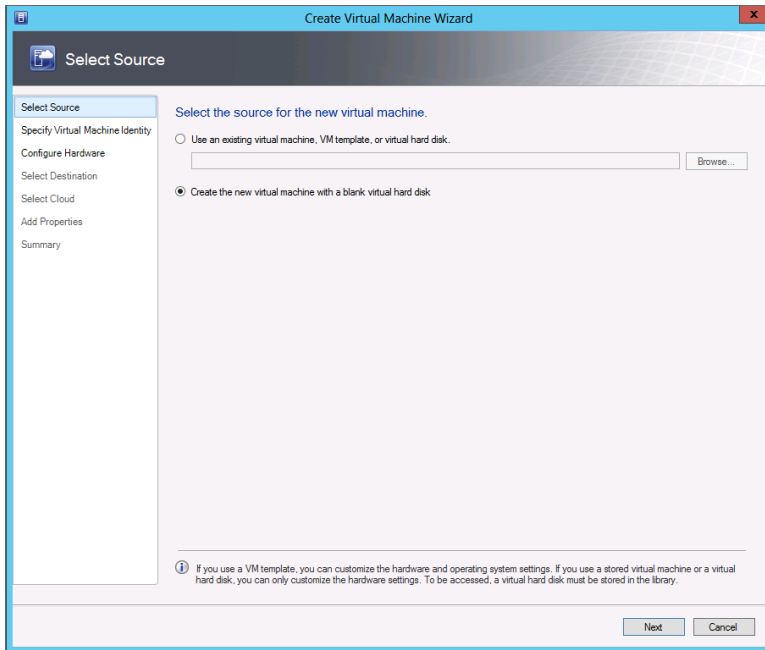 Create Virtual Machine Wizard
x
Select Source
Select Source
Specify Virtual Machine Identity
Configure Hardware
Select Destination
Select Cloud
Add Properties
Summary
Select the source for the new virtual machine.
Use an existing virtual machine, VM template, or virtual hard disk.
Browse...
Create the new virtual machine with a blank virtual hard disk
If you use a VM template, you can customize the hardware and operating system settings. If you use a stored virtual machine or a virtual
hard disk, you can only customize the hardware settings. To be accessed, a virtual hard disk must be stored in the library.
Next
Cancel